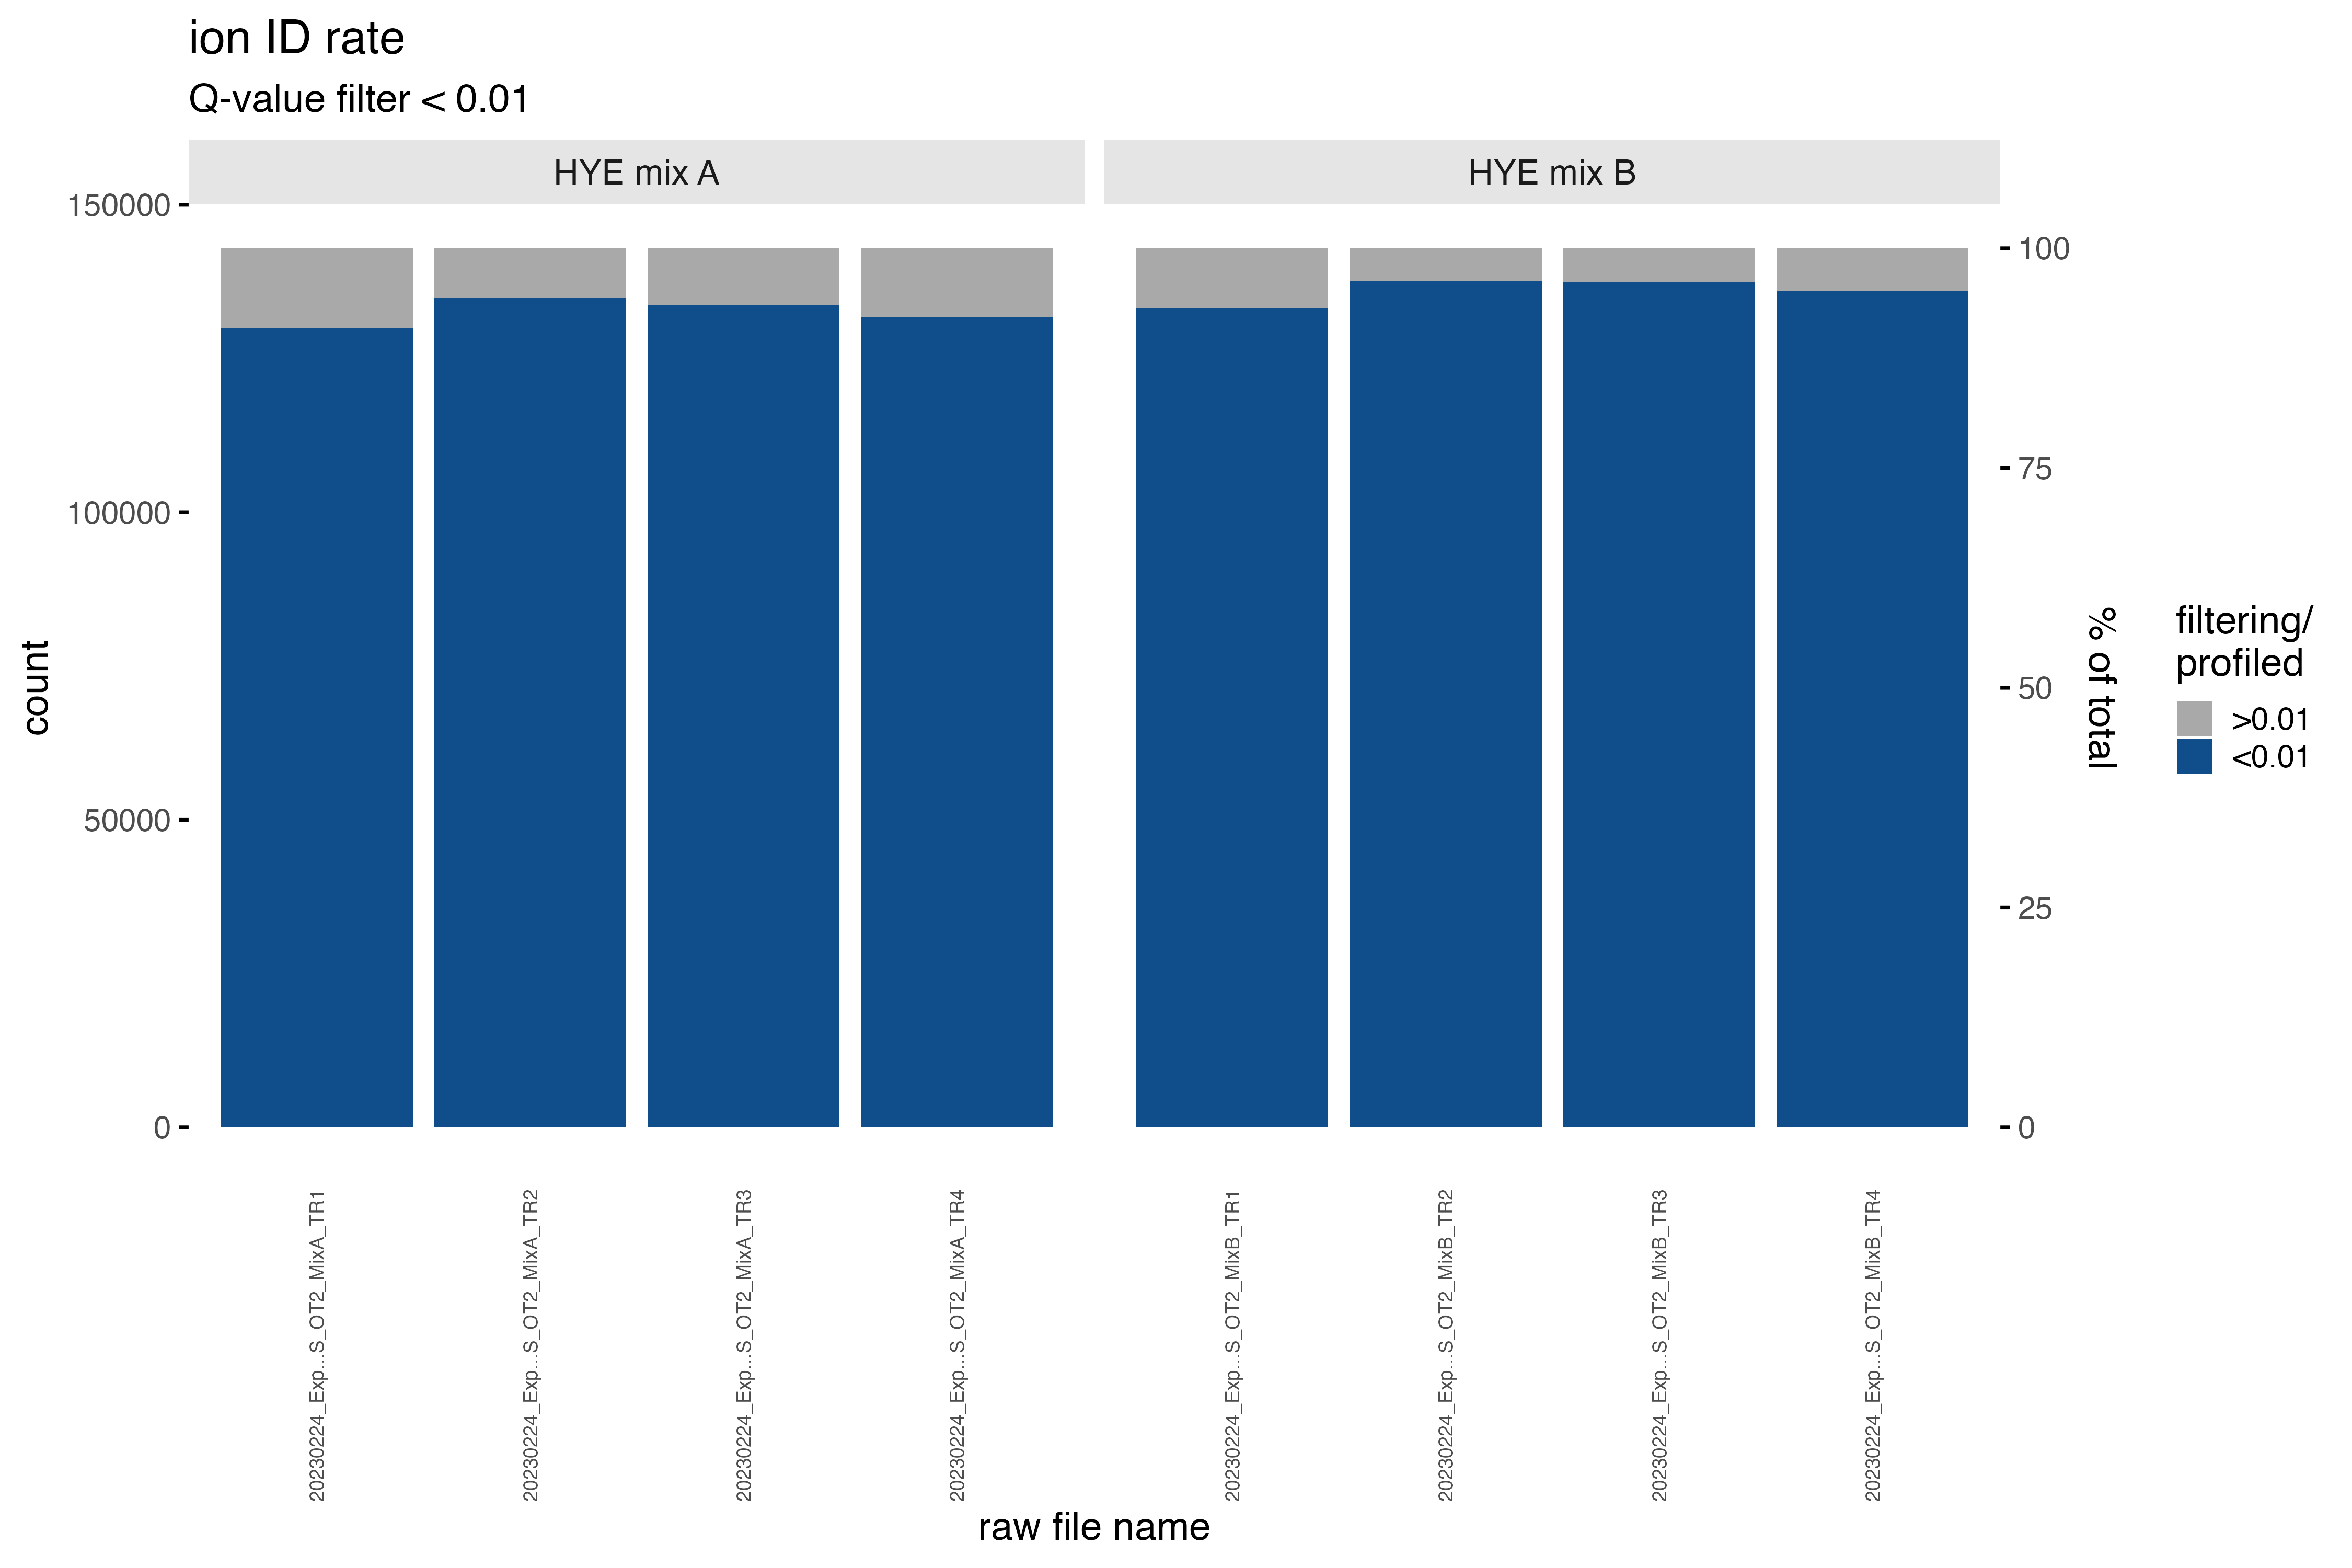 ion ID rate
Q-value filter < 0.01
HYE mix A
HYE mix B
150000
100000
50000
0
count
100
75
50
25
0
% of total
filtering/
profiled
>0.01
<0.01
20230224_Exp...S_OT2_MixA_TR1
20230224_Exp...S_OT2_MixA_TR2
20230224_Exp...S_OT2_MixA_TR3
20230224_Exp...S_OT2_MixA_TR4
20230224_Exp...S_OT2_MixB_TR1
20230224_Exp...S_OT2_MixB_TR2
20230224_Exp...S_OT2_MixB_TR3
20230224_Exp...S_OT2_MixB_TR4
raw file name